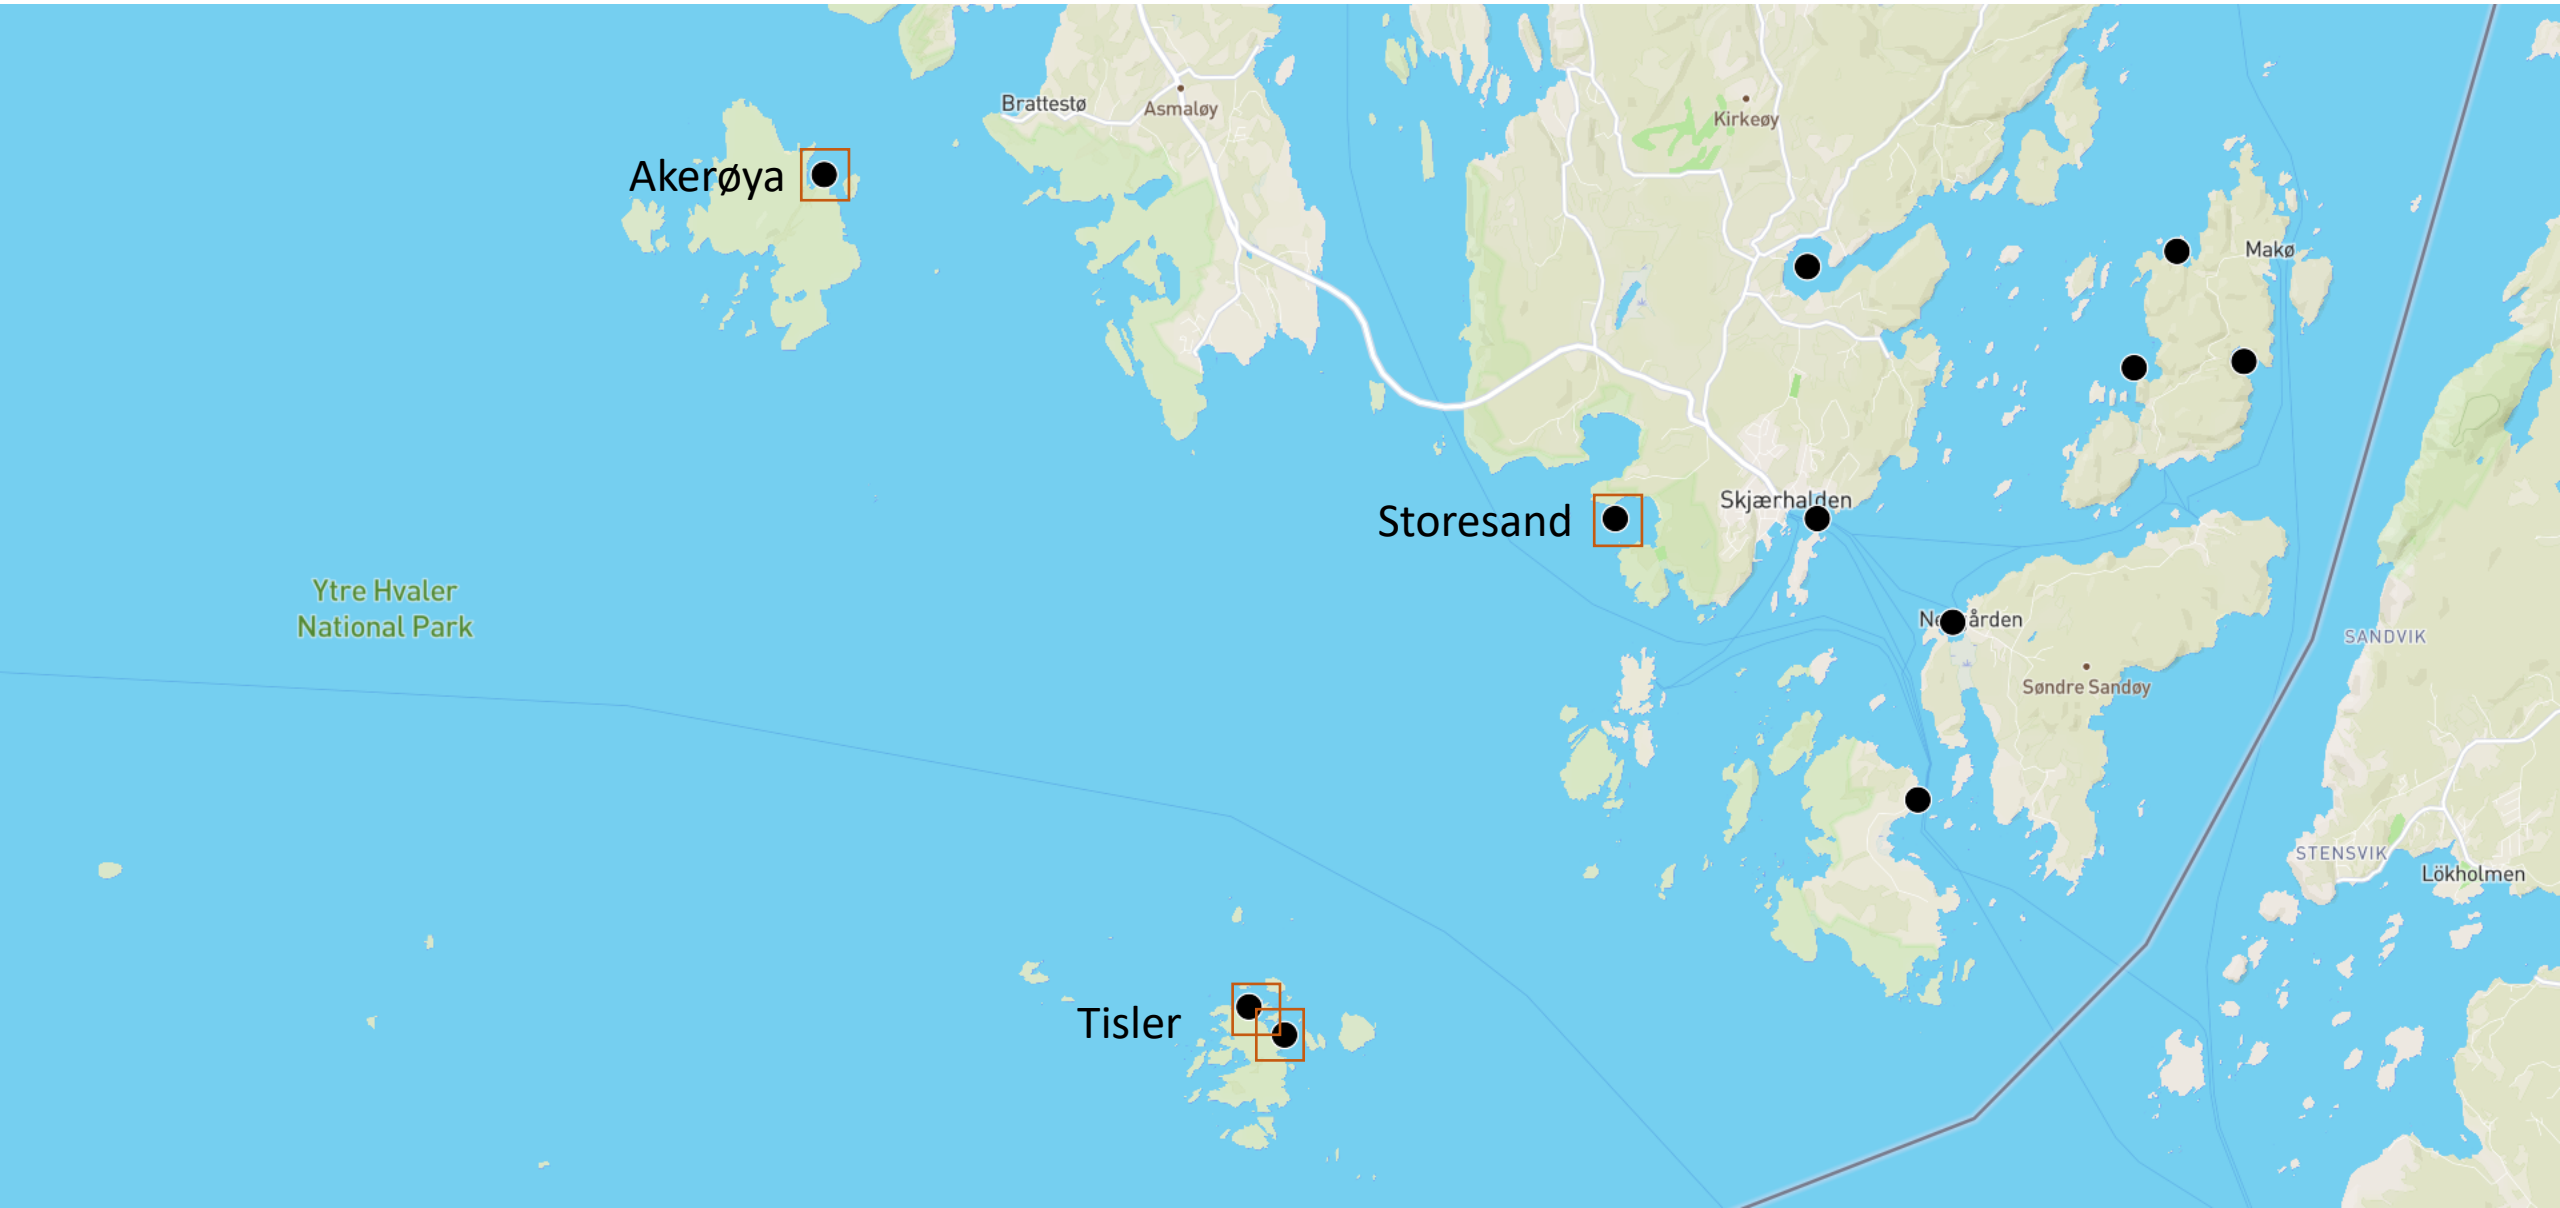 Brattestø
Asmaløy
Kirkeøy
Akerøya
Makø
Storesand
Skjærhalden
Ytre Hvaler
National Park
SANDVIK
Søndre Sandøy
STENSVIK
Lökholmen
Tisler